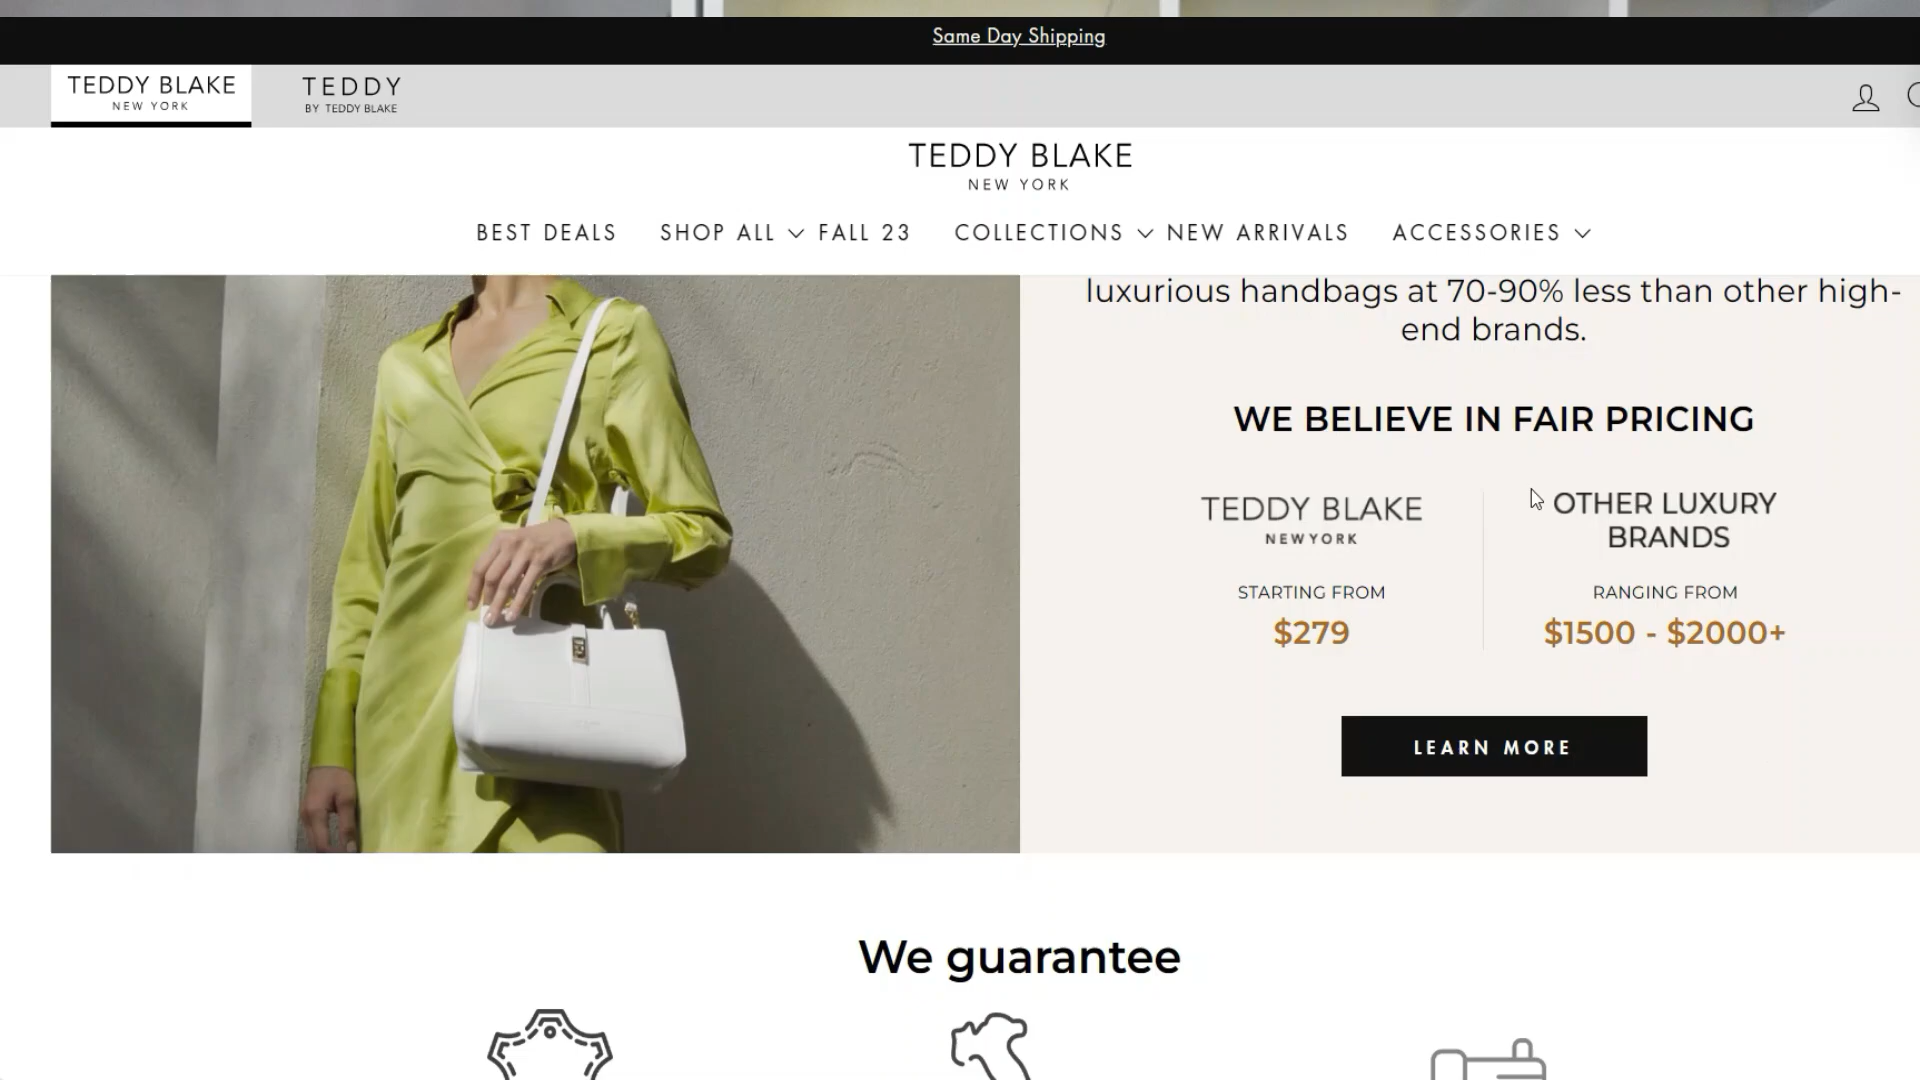 Same Day Shipping
TEDDY BLAKE
NEW YORK
TEDDY
BY TEDDY BLAKE
TEDDY BLAKE
NEW YORK
BEST DEALS SHOP ALL FALL 23 COLLECTIONS NEW ARRIVALS ACCESSORIES
luxurious handbags at 70-90% less than other high-
end brands.
WE BELIEVE IN FAIR PRICING
TEDDY BLAKE
NEWYORK
STARTING FROM
$279
OTHER LUXURY
BRANDS
RANGING FROM
$1500 - $2000+
LEARN MORE
We guarantee